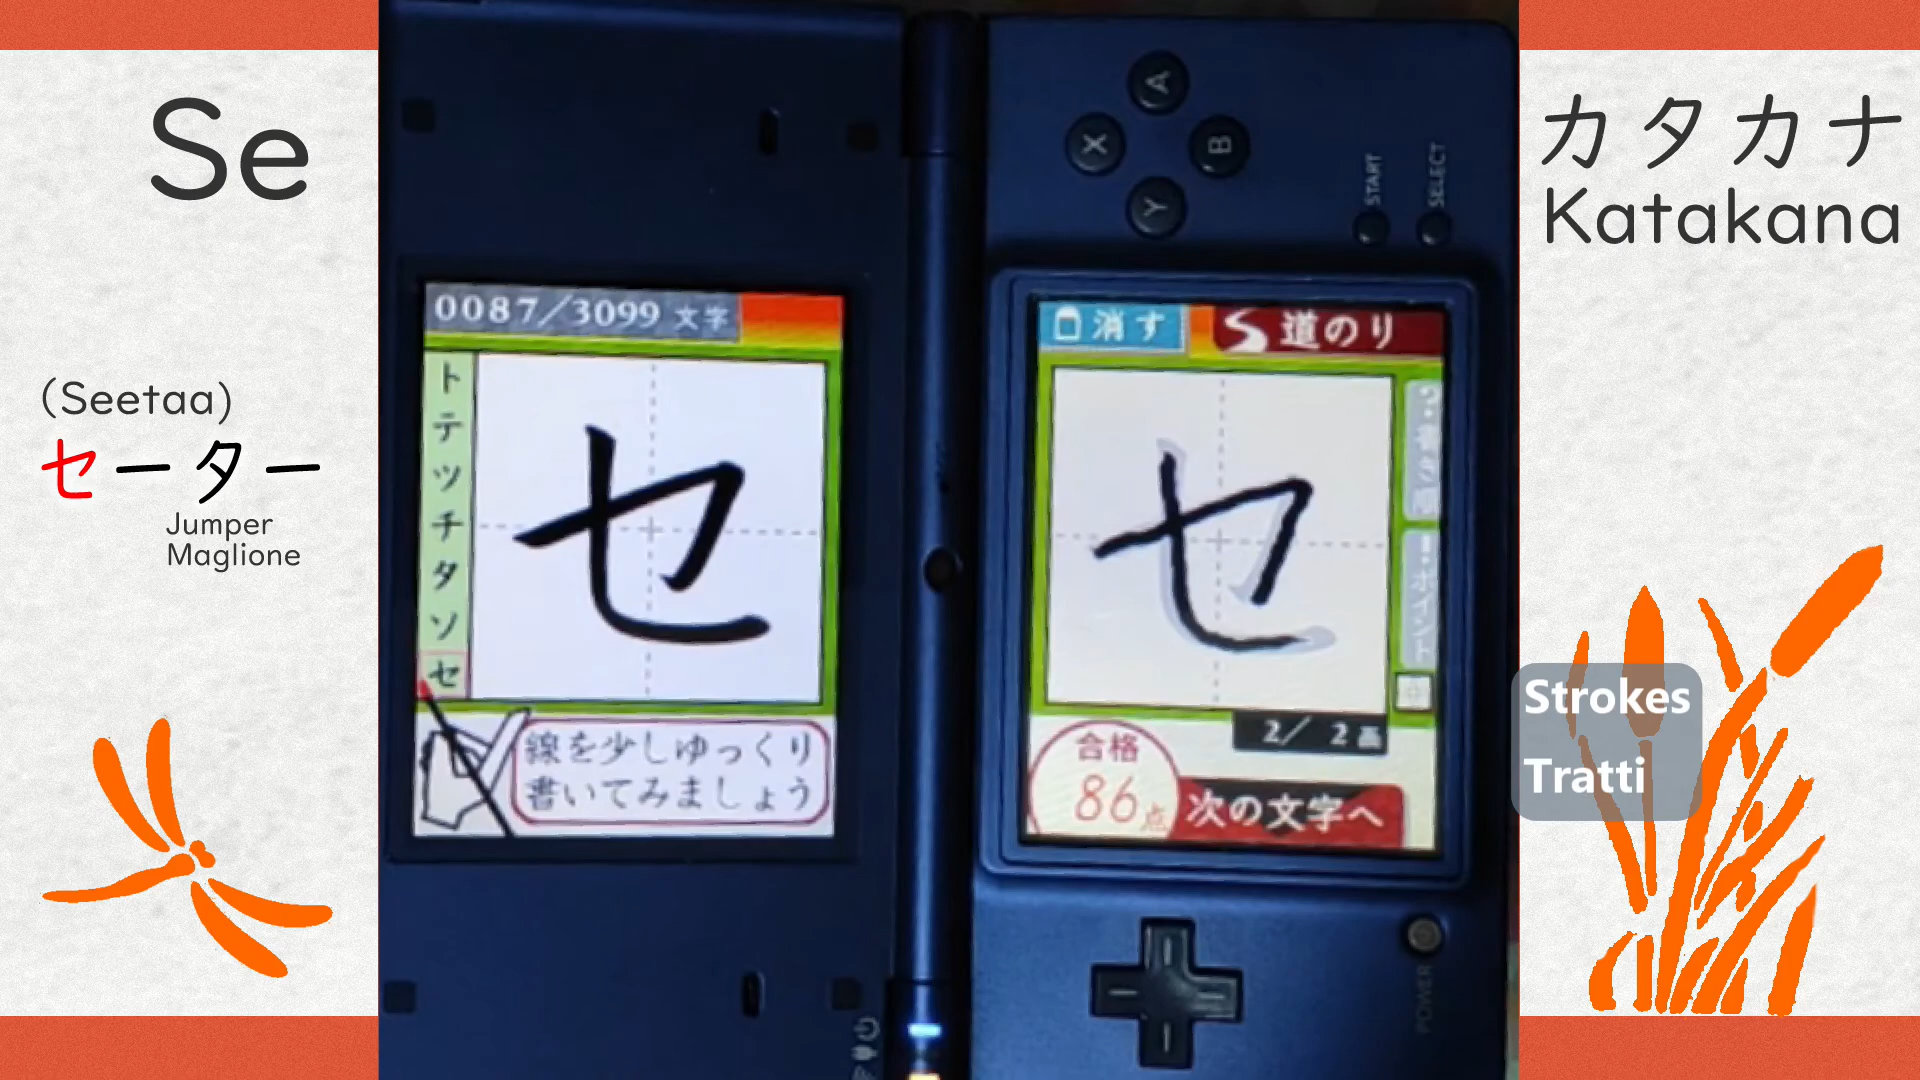 Se
(Seetaa)
セーター
Jumper
Maglione
0087/3099 文字
ト
テ
ツ
チ
タ
ソ
セ
セ
線を少しゆっくり
書いてみましょう
A
X
B
Y
START
SELECT
消す
道のり
セ
2/ 2画
合格
86点
次の文字へ
POWER
カタカナ
Katakana
Strokes
Tratti